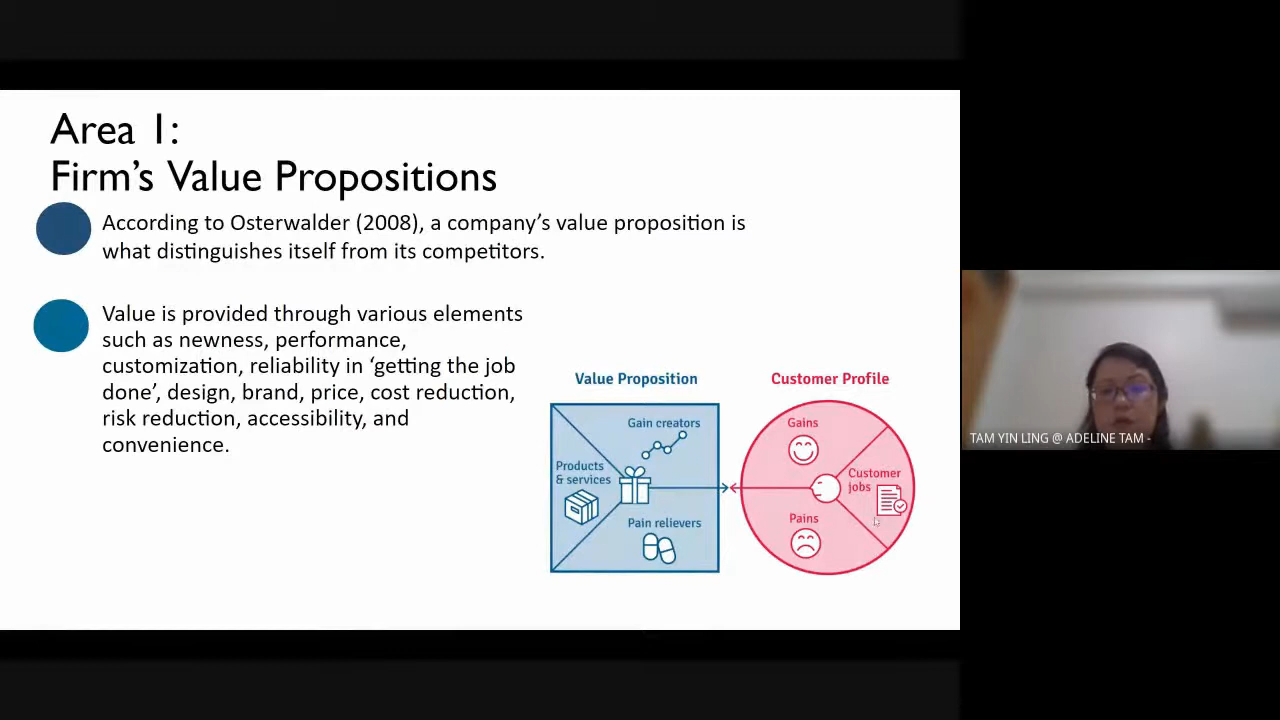 Area 1:
Firm’s Value Propositions
According to Osterwalder (2008), a company’s value proposition is
what distinguishes itself from its competitors.
Value is provided through various elements
such as newness, performance,
customization, reliability in ‘getting the job
done’, design, brand, price, cost reduction,
risk reduction, accessibility, and
convenience.
Value Proposition
Gain creators
Products
& services
Pain relievers
Customer Profile
Gains
Customer
jobs
Pains
TAM YIN LING @ ADELINE TAM -